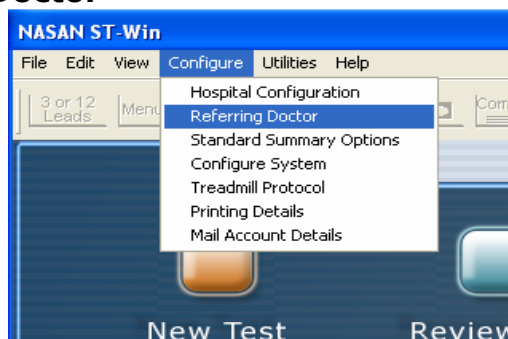 NASAN ST-Win
File Edit View Configure Utilities Help
3 or 12
Leads
Menu
Hospital Configuration
Referring Doctor
Standard Summary Options
Configure System
Treadmill Protocol
Printing Details
Mail Account Details
New Test